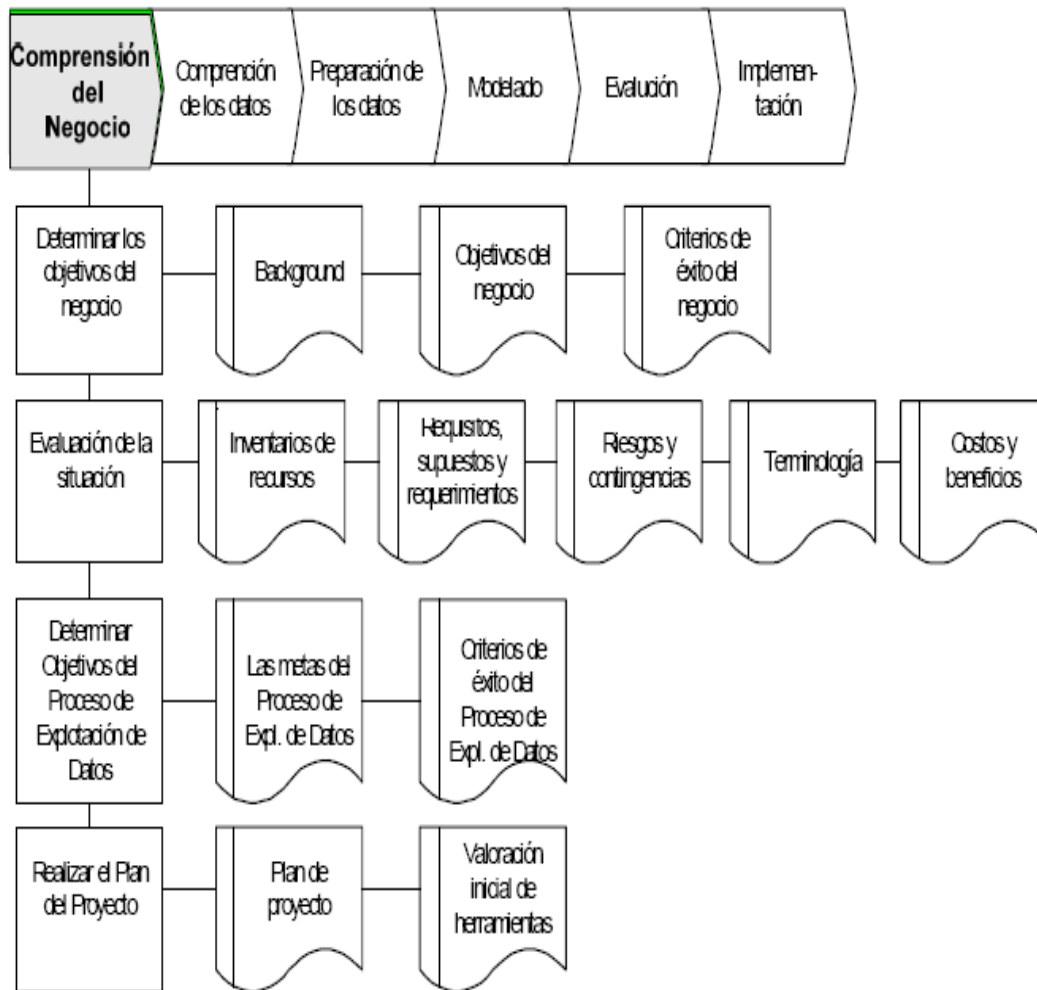 Comprensión
del
Negocio
Comprención
de los datos
Preparación de
los datos
Modelado
Evalución
Implemen-
tación
Determinar los
objetivos del
negocio
Background
Objetivos del
negocio
Criterios de
éxito del
negocio
Evaluación de la
situación
Inventarios de
recursos
Requisitos,
supuestos y
requerimientos
Riesgos y
contingencias
Terminología
Costos y
beneficios
Determinar
Objetivos del
Proceso de
Explotación de
Datos
Las metas del
Proceso de
Expl. de Datos
Criterios de
éxito del
Proceso de
Expl. de Datos
Realizar el Plan
del Proyecto
Plan de
proyecto
Valoración
inicial de
herramientas